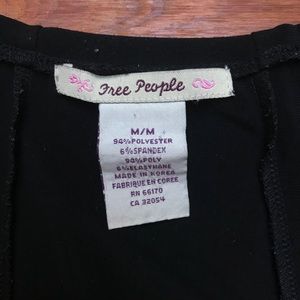 Free People
M/M
94%POLYESTER
6%SPANDEX
94%POLY
6%ELASTHANE
MADE IN KOREA
FABRIQUE EN COREE
RN 66170
CA 32054